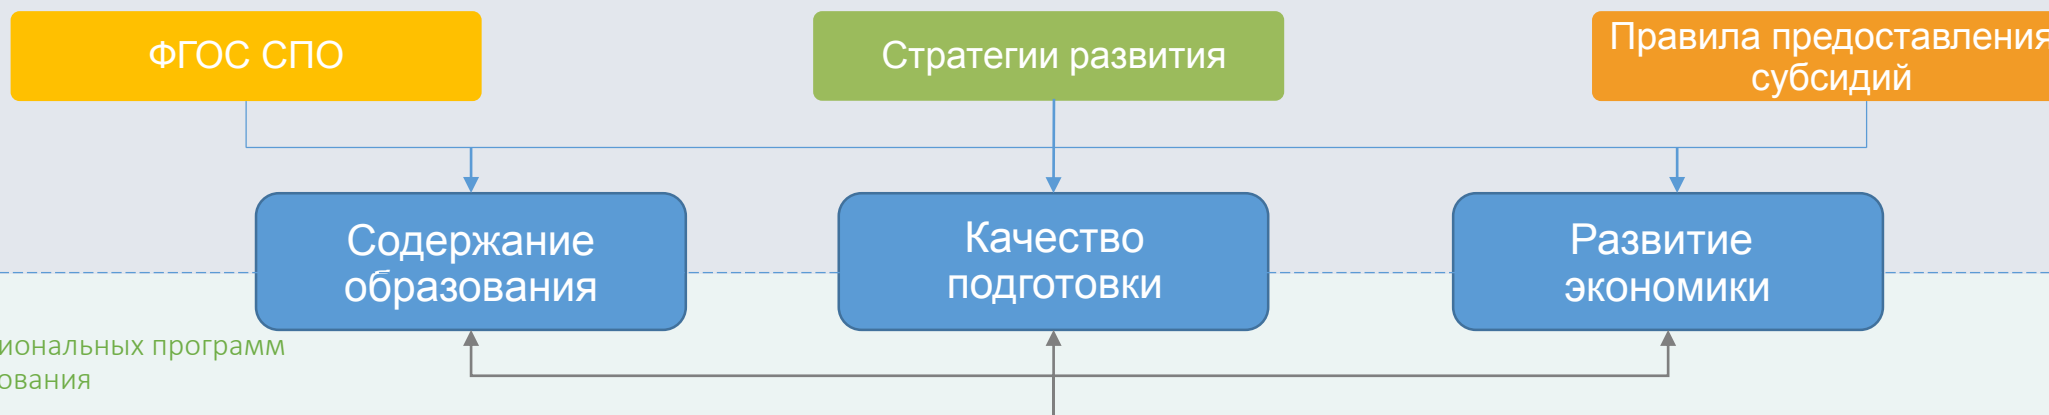 ФГОС СПО
Стратегии развития
Правила предоставления
субсидий
Содержание
образования
Качество
подготовки
Развитие
экономики
иональных программ
ования